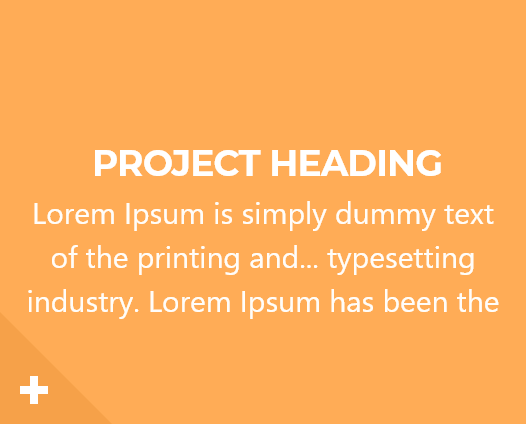 PROJECT HEADING
Lorem Ipsum is simply dummy text
of the printing and... typesetting
industry. Lorem Ipsum has been the